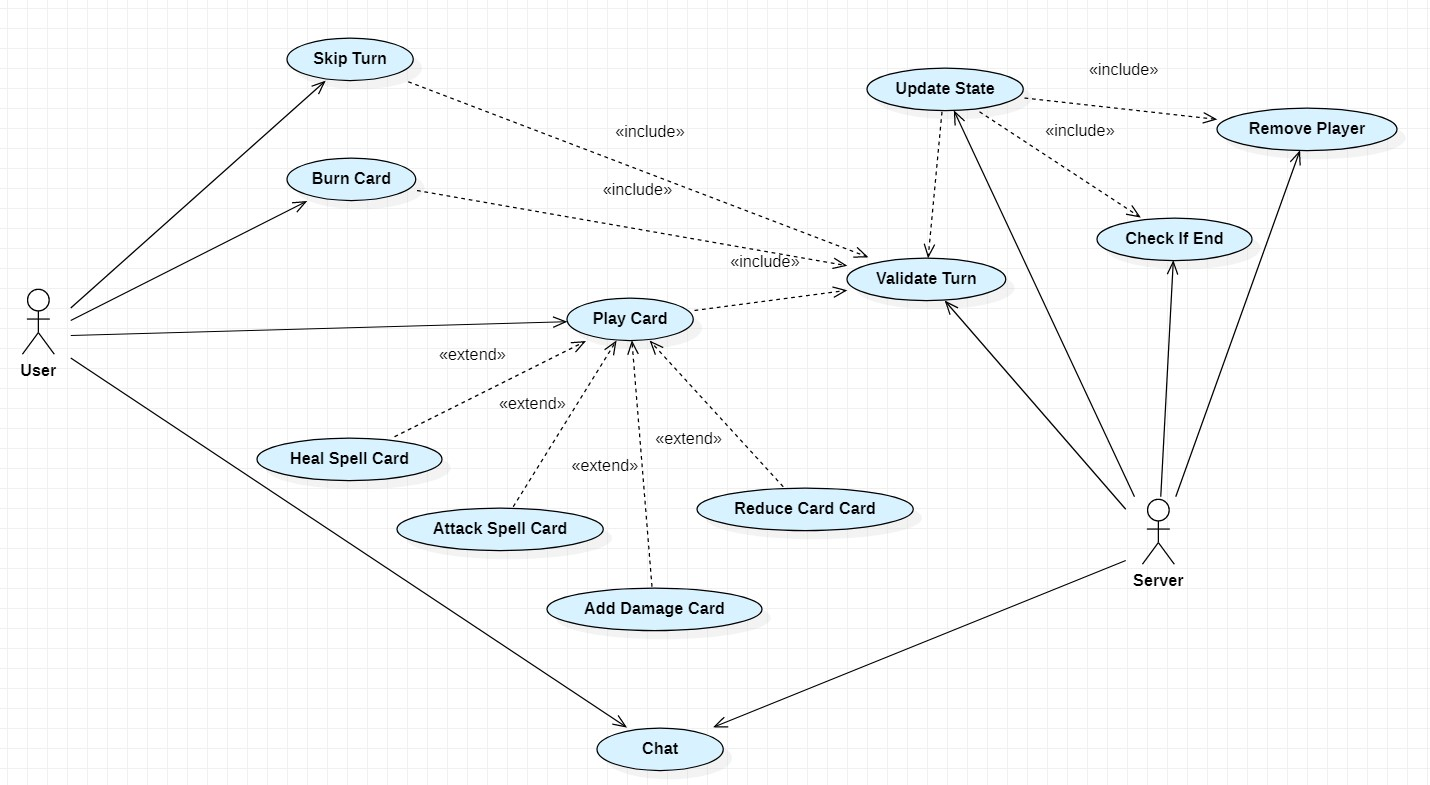 Skip Turn
Update State
«include»
Remove Player
«include»
«include»
Burn Card
«include»
Check If End
«include»
Validate Turn
Play Card
User
«extend»
«extend»
«extend»
«extend»
Heal Spell Card
Reduce Card Card
Attack Spell Card
Server
Add Damage Card
Chat